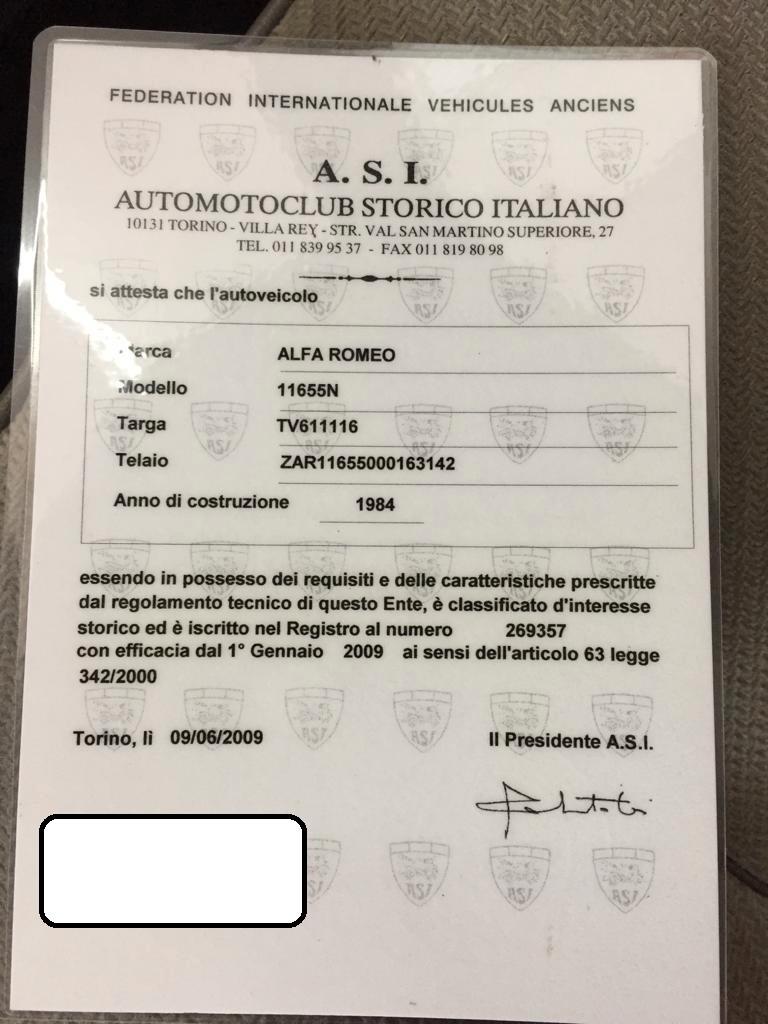 FEDERATION INTERNATIONALE VEHICULES ANCIENS
A. S. I.
AUTOMOTOCLUB STORICO ITALIANO
10131 TORINO - VILLA REY - STR. VAL SAN MARTINO SUPERIORE, 27
TEL. 011 839 95 37 - FAX 011 819 80 98
si attesta che l'autoveicolo
Marca ALFA ROMEO
Modello 11655N
Targa TV611116
Telaio ZAR11655000163142
Anno di costruzione 1984
essendo in possesso dei requisiti e delle caratteristiche prescritte
dal regolamento tecnico di questo Ente, è classificato d'interesse
storico ed è iscritto nel Registro al numero 269357
con efficacia dal 1° Gennaio 2009 ai sensi dell'articolo 63 legge
342/2000
Torino, lì 09/06/2009 Il Presidente A.S.I.